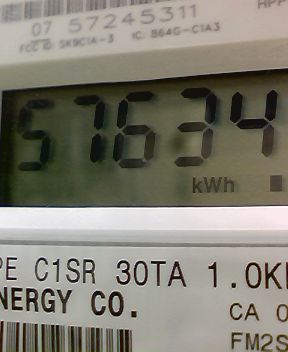 07 57245311
FCC ID: SK9C1A-3 IC: 864G-C1A3
57634
kWh
PE C1SR 30TA 1.0K
NERGY CO.
CA 0
FM2S